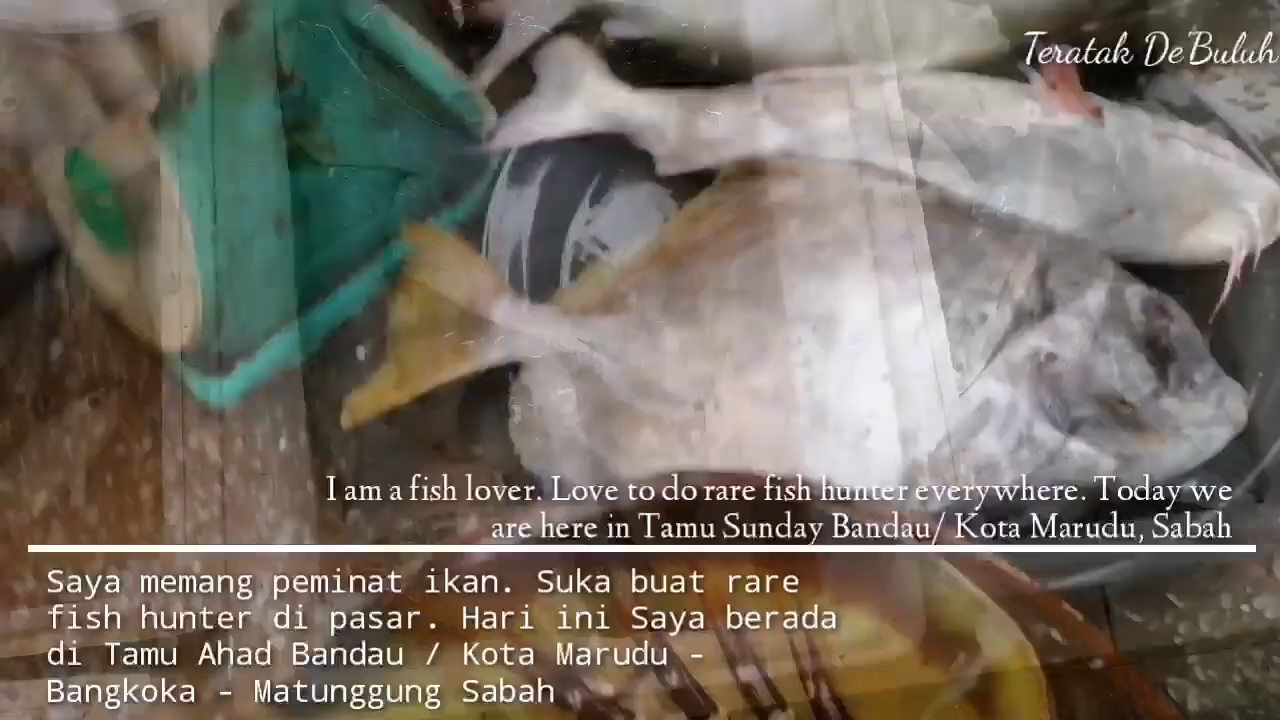 Teratak De Buluh
I am a fish lover. Love to do rare fish hunter everywhere. Today we
are here in Tamu Sunday Bandau/ Kota Marudu, Sabah
Saya memang peminat ikan. Suka buat rare
fish hunter di pasar. Hari ini Saya berada
di Tamu Ahad Bandau / Kota Marudu -
Bangkoka - Matunggung Sabah